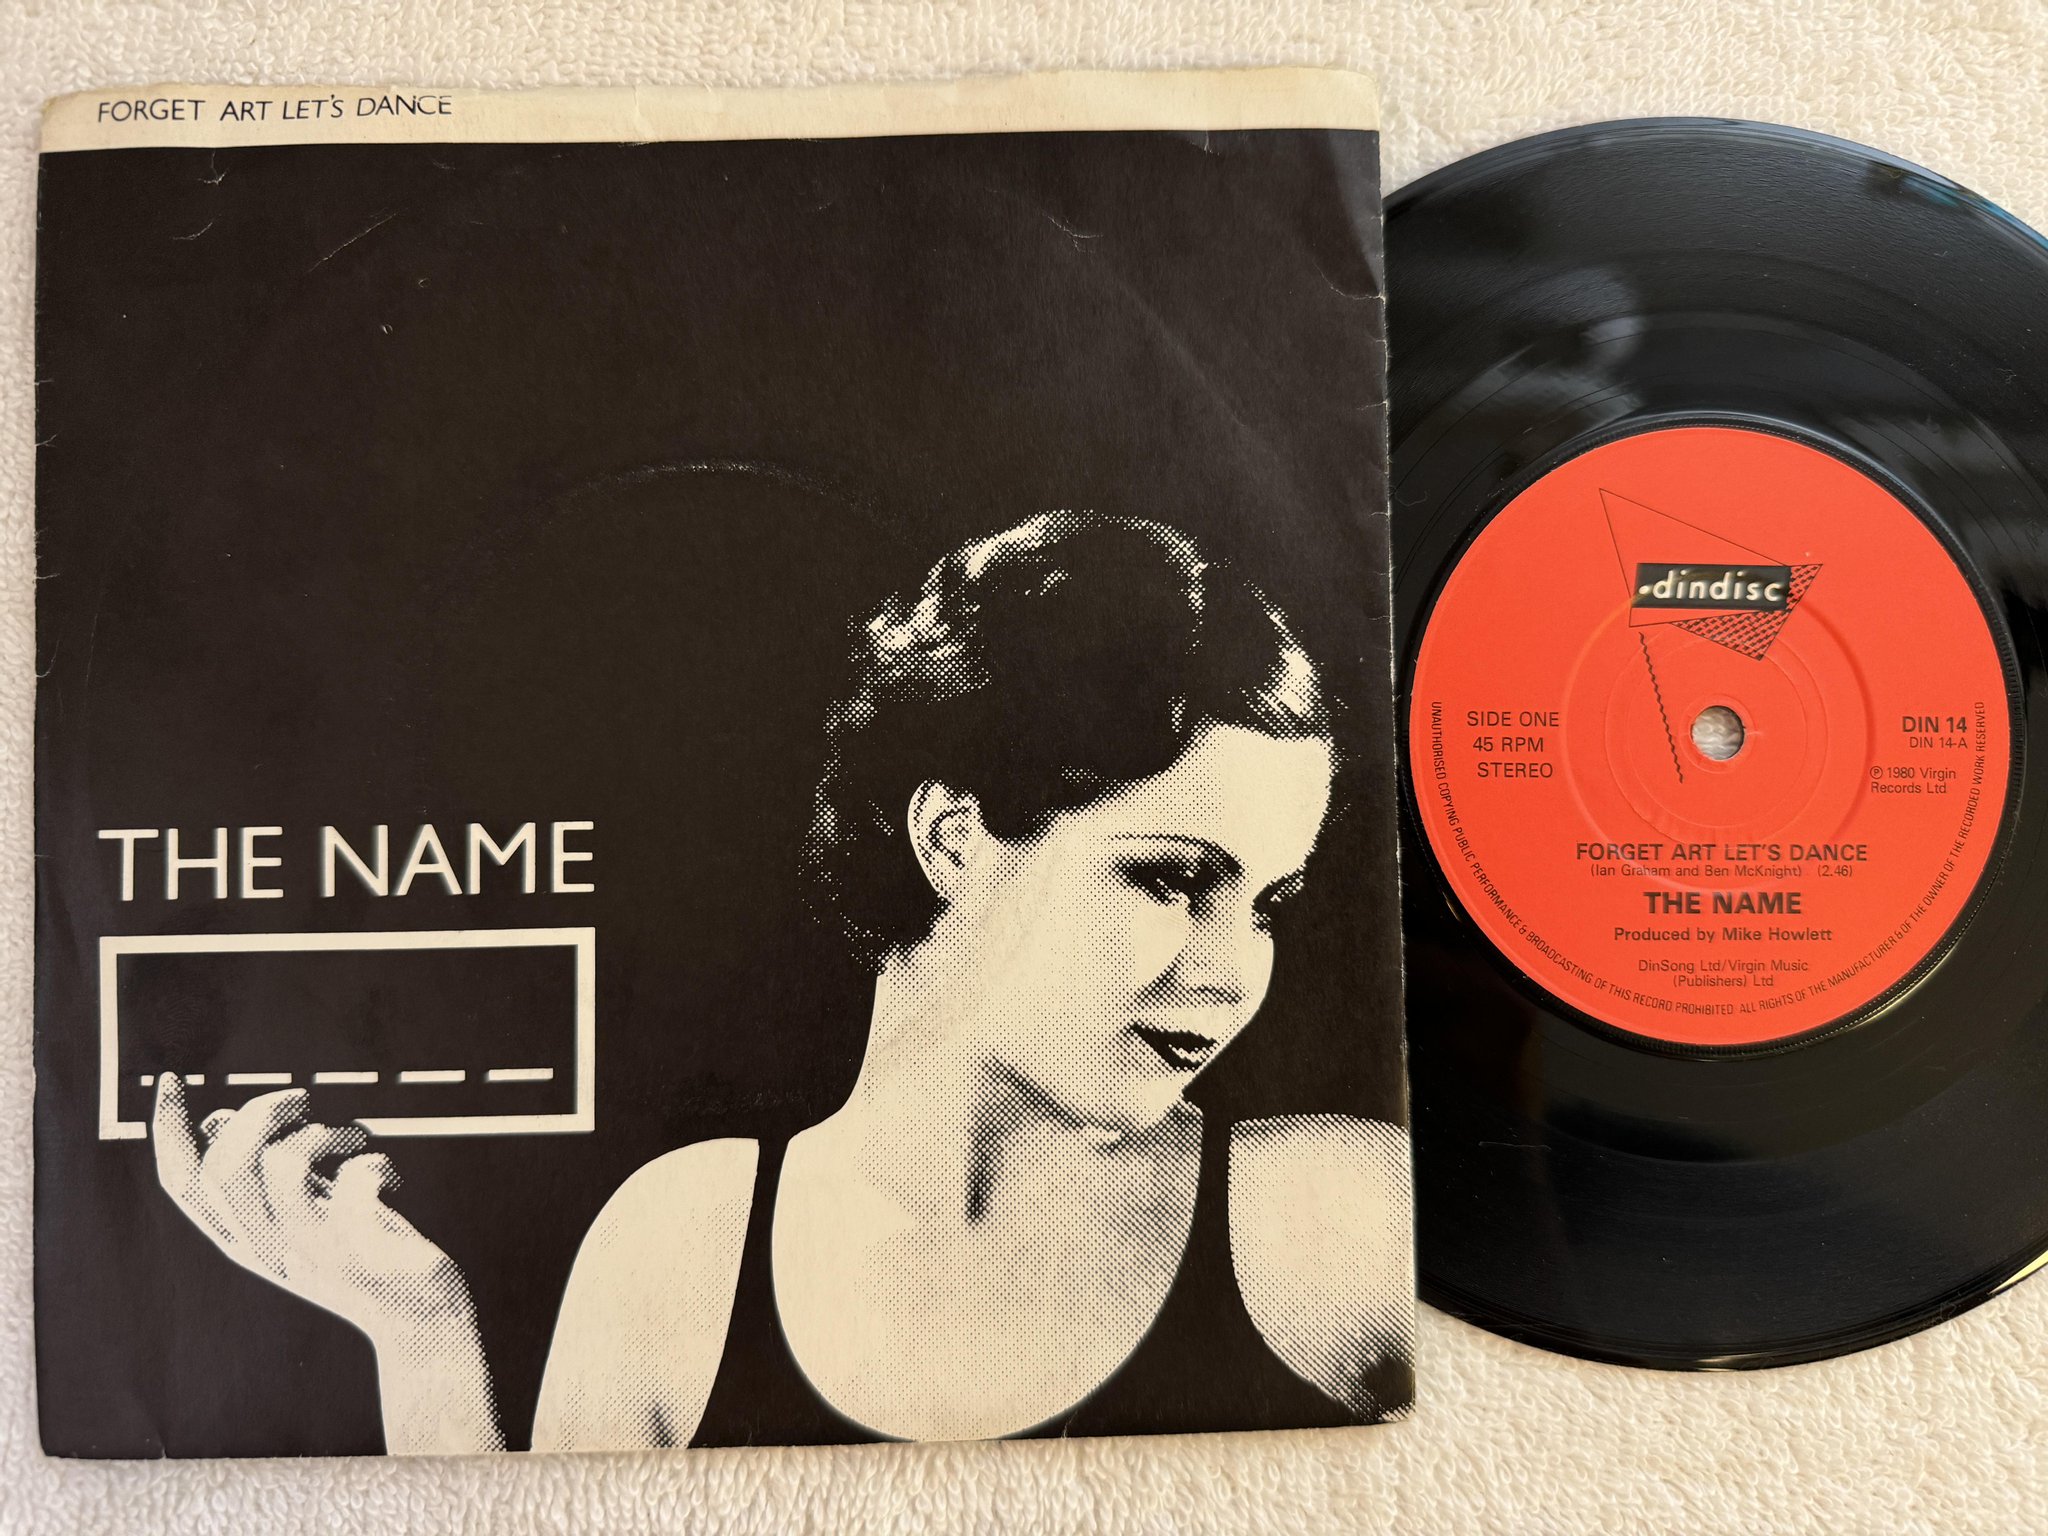 FORGET ART LET'S DANCE
THE NAME
.dindisc
SIDE ONE
45 RPM
STEREO
DIN 14
DIN 14-A
℗ 1980 Virgin
Records Ltd
FORGET ART LET'S DANCE
(Ian Graham and Ben McKnight) (2.46)
THE NAME
Produced by Mike Howlett
DinSong Ltd/Virgin Music
(Publishers) Ltd
UNAUTHORISED COPYING PUBLIC PERFORMANCE & BROADCASTING OF THIS RECORD PROHIBITED ALL RIGHTS OF THE MANUFACTURER & OF THE OWNER OF THE RECORDED WORK RESERVED